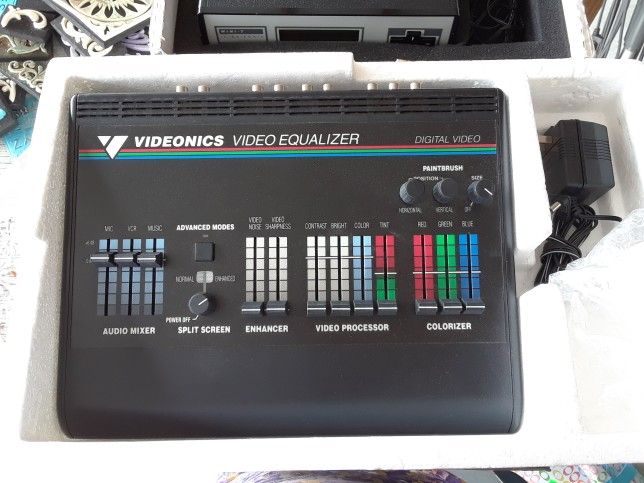 MINI-T
VIDEONICS VIDEO EQUALIZER DIGITAL VIDEO
PAINTBRUSH
POSITION SIZE
HORIZONTAL VERTICAL OFF
MIC VCR MUSIC ADVANCED MODES VIDEO NOISE VIDEO SHARPNESS CONTRAST BRIGHT COLOR TINT RED GREEN BLUE
NORMAL ENHANCED
POWER OFF
AUDIO MIXER SPLIT SCREEN ENHANCER VIDEO PROCESSOR COLORIZER